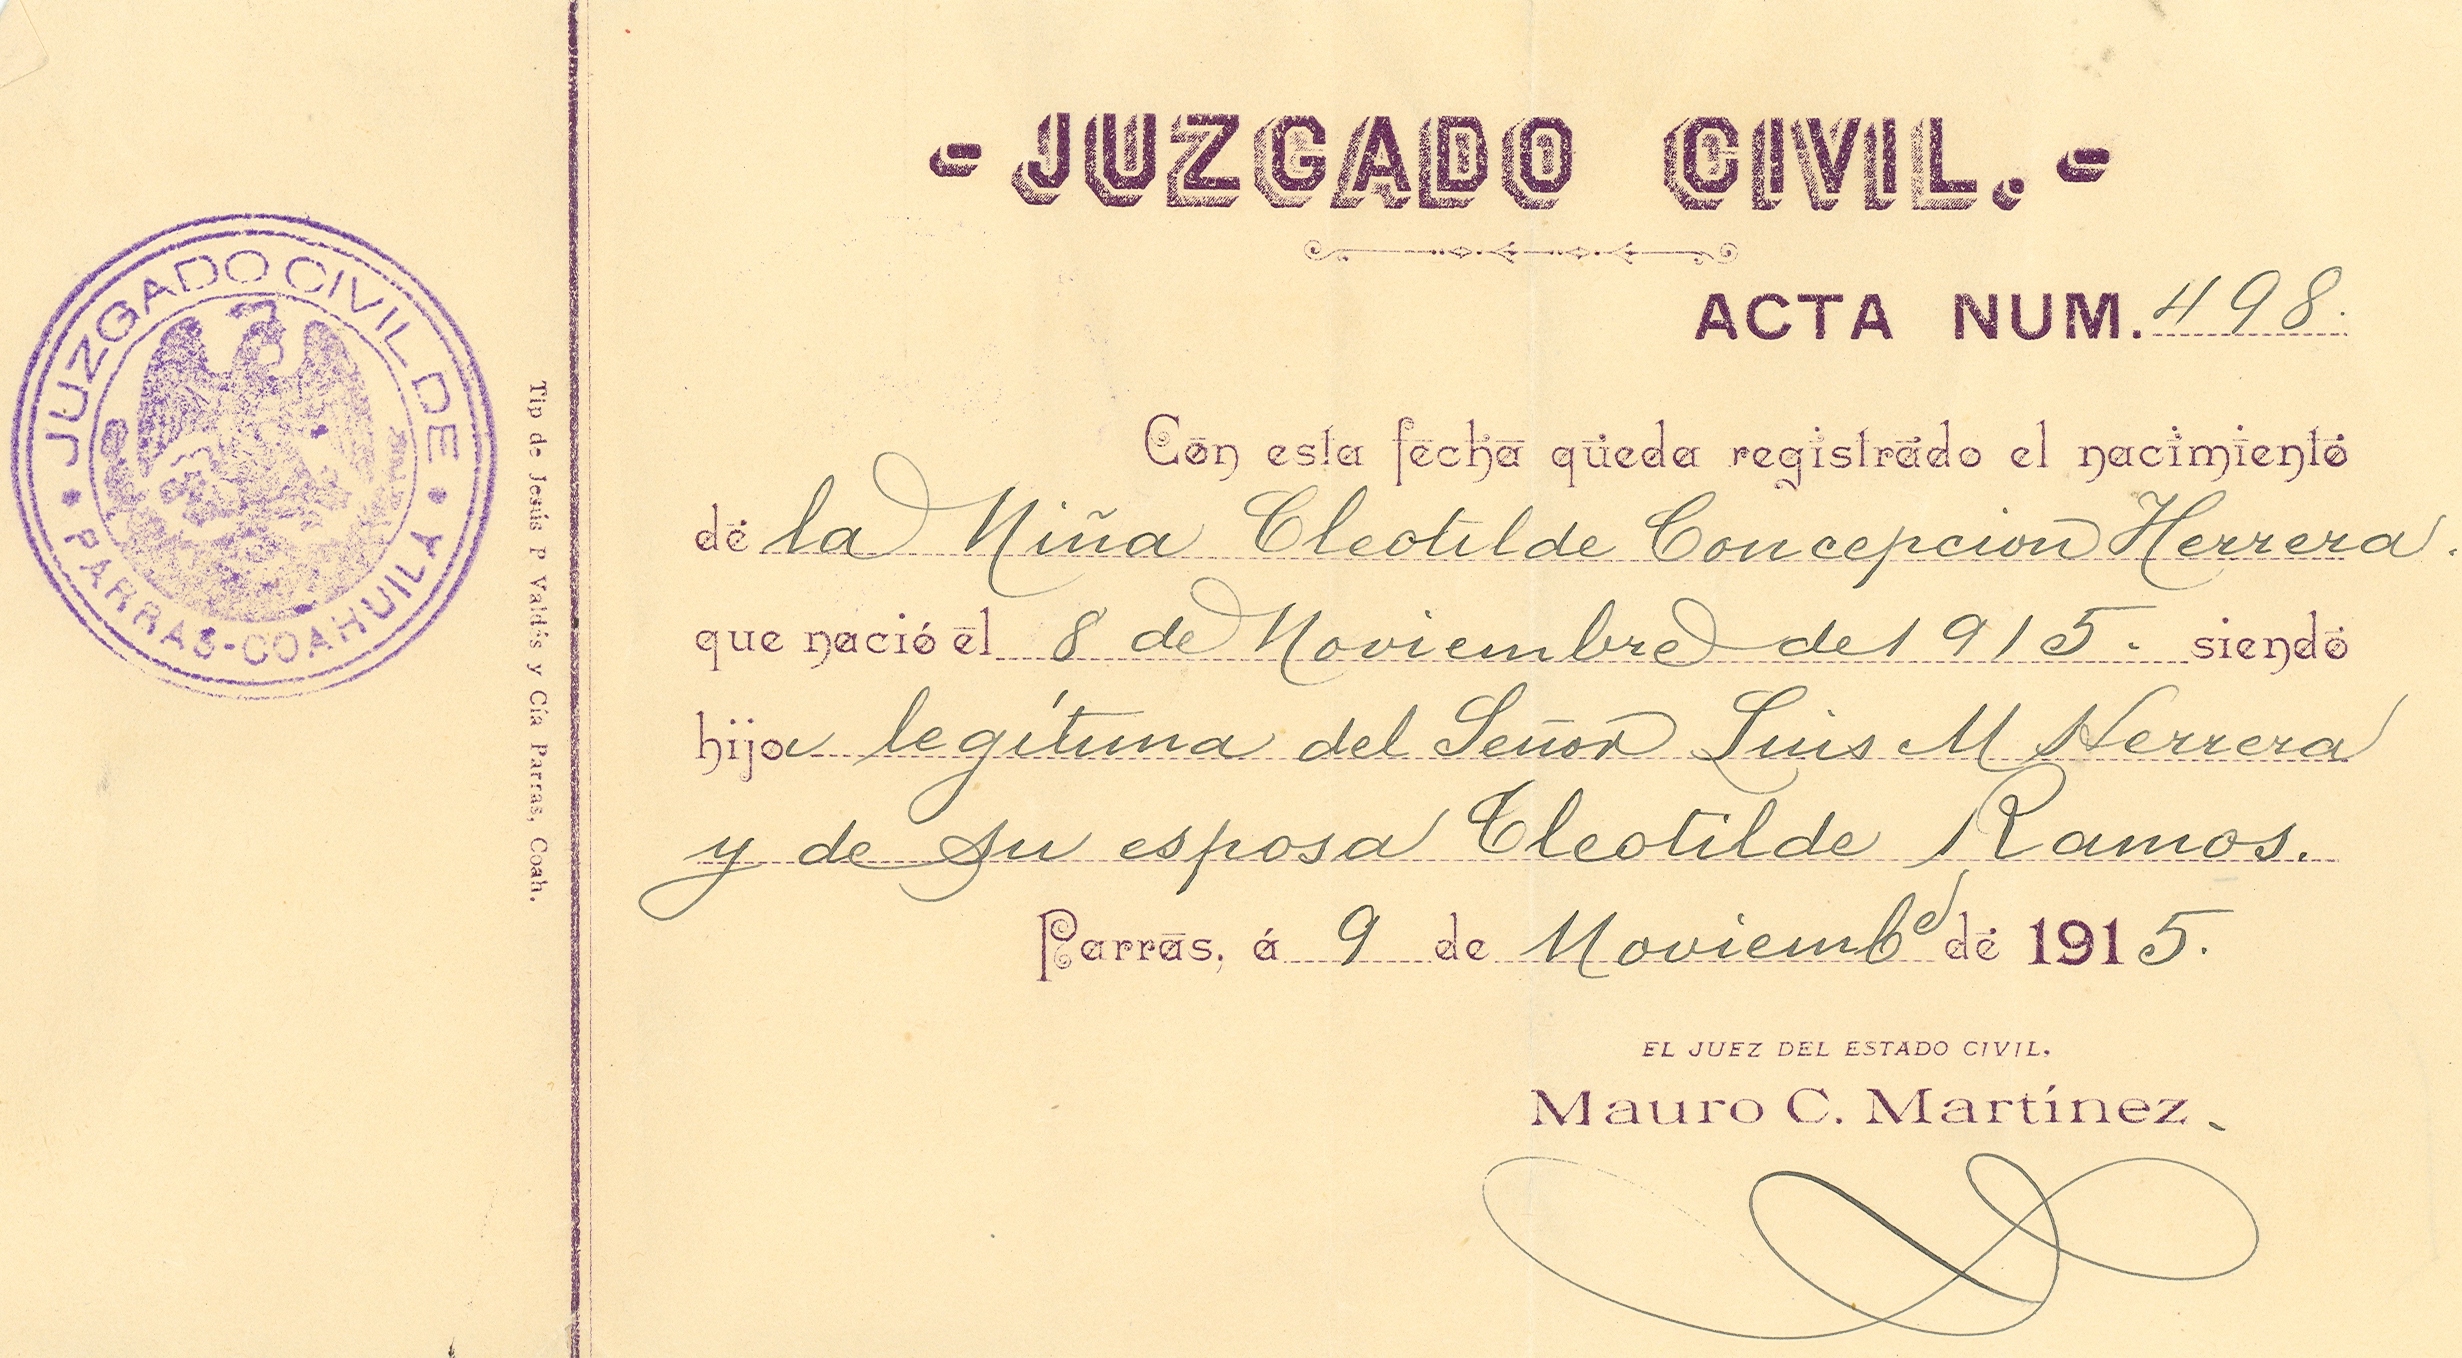 JUZGADO CIVIL DE
PARRAS-COAHUILA Y
Tip de Jesús P Valdés y Cía Parras, Coah.
-JUZGADO CIVIL.-
ACTA NUM. 498.
Con esta fecha queda registrado el nacimiento
de la Niña Cleotilde Concepcion Herrera.
que nació el 8 de Noviembre de 1915. siendo
hija legítima del Señor Luis M Herrera
y de su esposa Cleotilde Ramos.
Parras, á 9 de Noviembe de 1915.
EL JUEZ DEL ESTADO CIVIL,
Mauro C. Martínez.